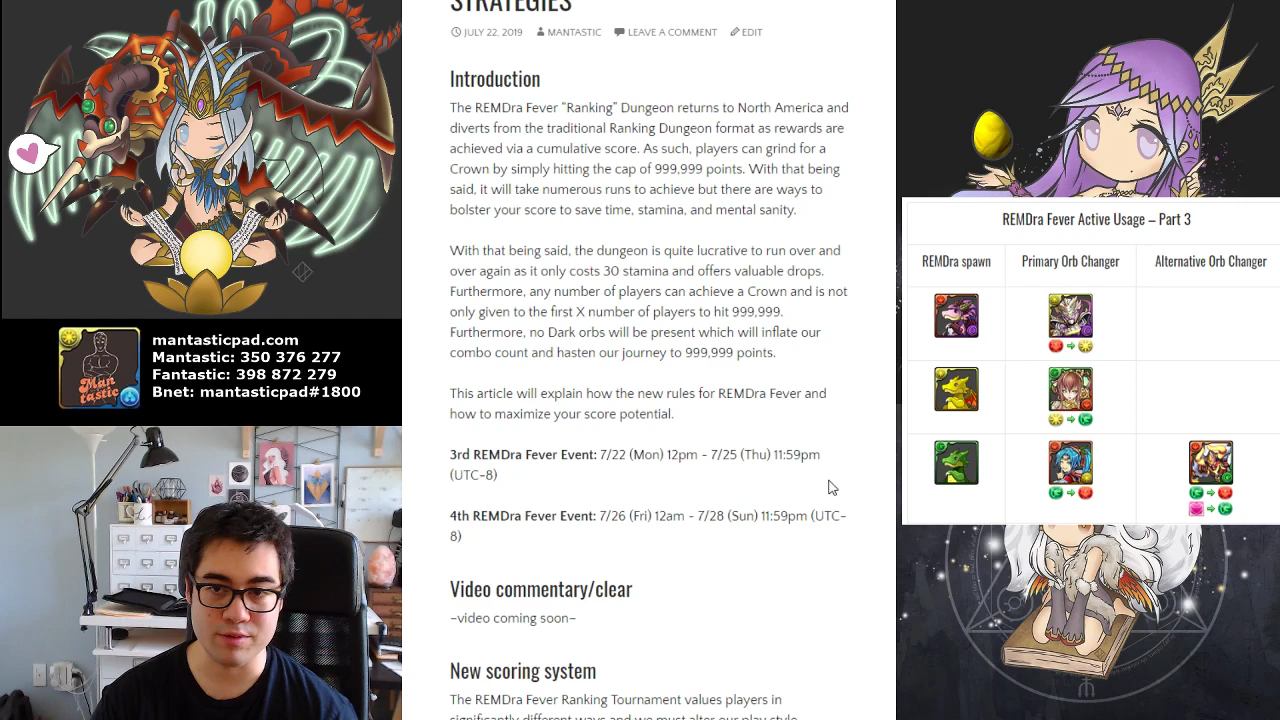 Man
tastic
mantasticpad.com
Mantastic: 350 376 277
Fantastic: 398 872 279
Bnet: mantasticpad#1800
STRATEGIES
JULY 22, 2019 MANTASTIC LEAVE A COMMENT EDIT
Introduction
The REMDra Fever “Ranking” Dungeon returns to North America and
diverts from the traditional Ranking Dungeon format as rewards are
achieved via a cumulative score. As such, players can grind for a
Crown by simply hitting the cap of 999,999 points. With that being
said, it will take numerous runs to achieve but there are ways to
bolster your score to save time, stamina, and mental sanity.
With that being said, the dungeon is quite lucrative to run over and
over again as it only costs 30 stamina and offers valuable drops.
Furthermore, any number of players can achieve a Crown and is not
only given to the first X number of players to hit 999,999.
Furthermore, no Dark orbs will be present which will inflate our
combo count and hasten our journey to 999,999 points.
This article will explain how the new rules for REMDra Fever and
how to maximize your score potential.
3rd REMDra Fever Event: 7/22 (Mon) 12pm – 7/25 (Thu) 11:59pm
(UTC-8)
4th REMDra Fever Event: 7/26 (Fri) 12am – 7/28 (Sun) 11:59pm (UTC-
8)
Video commentary/clear
–video coming soon–
New scoring system
The REMDra Fever Ranking Tournament values players in
significantly different ways and we must alter our play style
REMDra Fever Active Usage – Part 3
REMDra spawn Primary Orb Changer Alternative Orb Changer